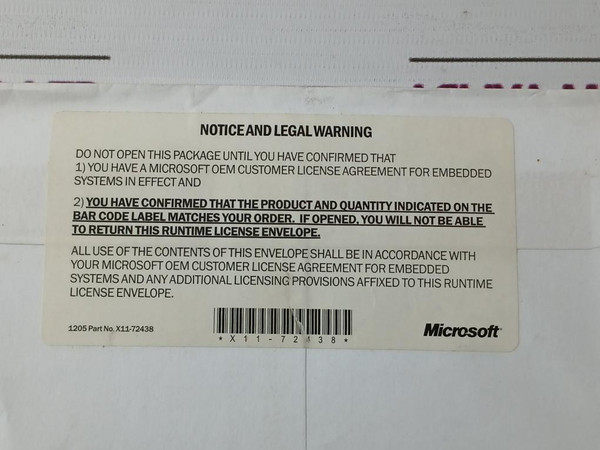 NOTICE AND LEGAL WARNING
DO NOT OPEN THIS PACKAGE UNTIL YOU HAVE CONFIRMED THAT
1) YOU HAVE A MICROSOFT OEM CUSTOMER LICENSE AGREEMENT FOR EMBEDDED
SYSTEMS IN EFFECT AND
2) YOU HAVE CONFIRMED THAT THE PRODUCT AND QUANTITY INDICATED ON THE
BAR CODE LABEL MATCHES YOUR ORDER. IF OPENED, YOU WILL NOT BE ABLE
TO RETURN THIS RUNTIME LICENSE ENVELOPE.
ALL USE OF THE CONTENTS OF THIS ENVELOPE SHALL BE IN ACCORDANCE WITH
YOUR MICROSOFT OEM CUSTOMER LICENSE AGREEMENT FOR EMBEDDED
SYSTEMS AND ANY ADDITIONAL LICENSING PROVISIONS AFFIXED TO THIS RUNTIME
LICENSE ENVELOPE.
1205 Part No. X11-72438
*X11-72438*
Microsoft